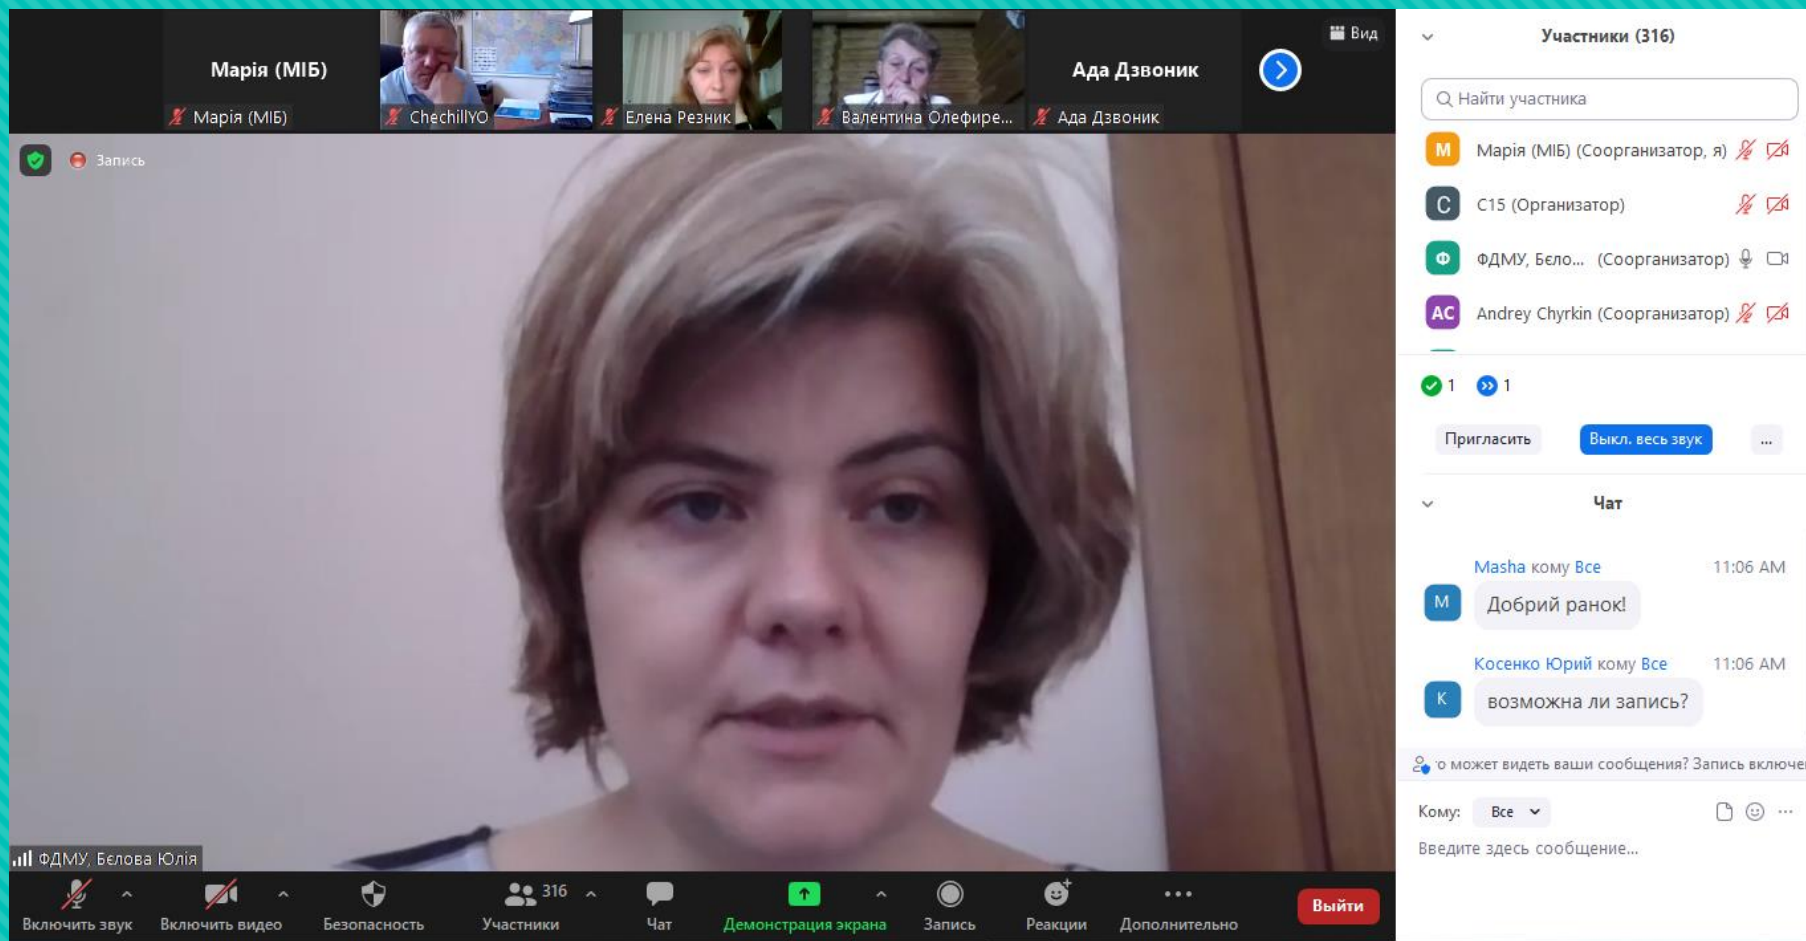 Марія (МІБ)
Ада Дзвоник
Вид
Марія (МІБ)
ChechillYO
Елена Резник
Валентина Олефире...
Ада Дзвоник
Запись
ФДМУ, Бєлова Юлія
Включить звук
Включить видео
Безопасность
316
Участники
Чат
Демонстрация экрана
Запись
Реакции
Дополнительно
Выйти
Участники (316)
Найти участника
М Марія (МІБ) (Соорганизатор, я)
C C15 (Организатор)
Ф ФДМУ, Бєло... (Соорганизатор)
AC Andrey Chyrkin (Соорганизатор)
1 1
Пригласить Выкл. весь звук ...
Чат
Masha кому Все 11:06 AM
M Добрий ранок!
Косенко Юрий кому Все 11:06 AM
К возможна ли запись?
о может видеть ваши сообщения? Запись включе
Кому: Все
Введите здесь сообщение...